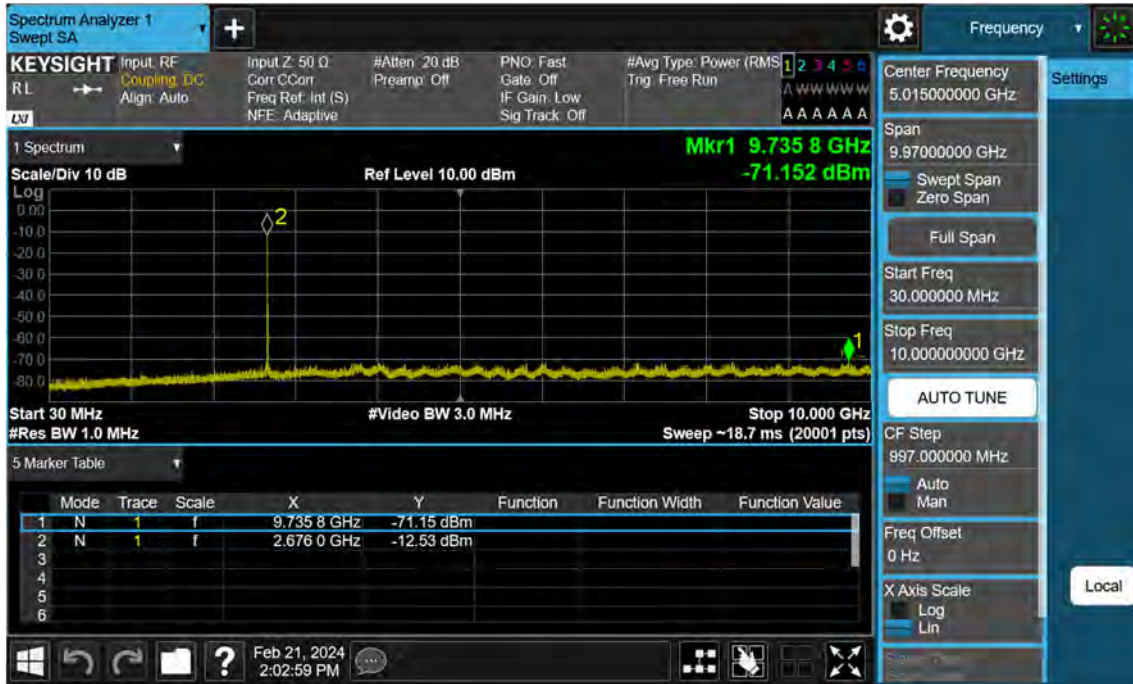 Spectrum Analyzer 1
Swept SA
+
Frequency
KEYSIGHT
RL
LXI
Input: RF
Coupling: DC
Align: Auto
Input Z: 50 Ω
Corr CCorr
Freq Ref: Int (S)
NFE: Adaptive
#Atten: 20 dB
Preamp: Off
PNO: Fast
Gate: Off
IF Gain: Low
Sig Track: Off
#Avg Type: Power (RMS
Trig: Free Run
1 2 3 4 5 6
A W W W W W
A A A A A A
1 Spectrum
Scale/Div 10 dB
Ref Level 10.00 dBm
Mkr1 9.735 8 GHz
-71.152 dBm
Log
0.00
-10.0
-20.0
-30.0
-40.0
-50.0
-60.0
-70.0
-80.0
2
1
Start 30 MHz
#Video BW 3.0 MHz
Stop 10.000 GHz
#Res BW 1.0 MHz
Sweep ~18.7 ms (20001 pts)
5 Marker Table
Mode Trace Scale X Y Function Function Width Function Value
1 N 1 f 9.735 8 GHz -71.15 dBm
2 N 1 f 2.676 0 GHz -12.53 dBm
3
4
5
6
?
Feb 21, 2024
2:02:59 PM
Center Frequency
5.015000000 GHz
Settings
Span
9.97000000 GHz
Swept Span
Zero Span
Full Span
Start Freq
30.000000 MHz
Stop Freq
10.000000000 GHz
AUTO TUNE
CF Step
997.000000 MHz
Auto
Man
Freq Offset
0 Hz
X Axis Scale
Log
Lin
Local